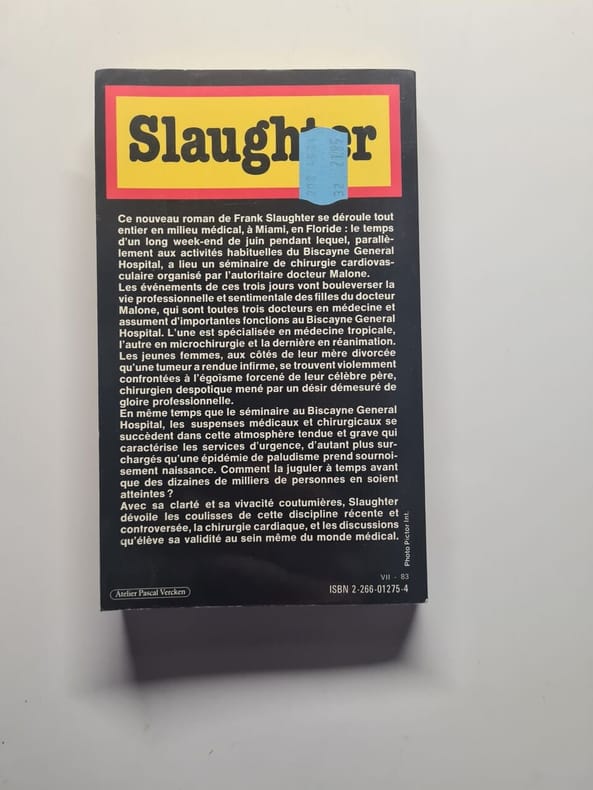 Slaughter
Ce nouveau roman de Frank Slaughter se déroule tout
entier en milieu médical, à Miami, en Floride : le temps
d'un long week-end de juin pendant lequel, parallè-
lement aux activités habituelles du Biscayne General
Hospital, a lieu un séminaire de chirurgie cardiovas-
culaire organisé par l'autoritaire docteur Malone.
Les événements de ces trois jours vont bouleverser la
vie professionnelle et sentimentale des filles du docteur
Malone, qui sont toutes trois docteurs en médecine et
assument d'importantes fonctions au Biscayne General
Hospital. L'une est spécialisée en médecine tropicale,
l'autre en microchirurgie et la dernière en réanimation.
Les jeunes femmes, aux côtés de leur mère divorcée
qu'une tumeur a rendue infirme, se trouvent violemment
confrontées à l'égoïsme forcené de leur célèbre père,
chirurgien despotique mené par un désir démesuré de
gloire professionnelle.
En même temps que le séminaire au Biscayne General
Hospital, les suspenses médicaux et chirurgicaux se
succèdent dans cette atmosphère tendue et grave qui
caractérise les services d'urgence, d'autant plus sur-
chargés qu'une épidémie de paludisme prend sournoi-
sement naissance. Comment la juguler à temps avant
que des dizaines de milliers de personnes en soient
atteintes ?
Avec sa clarté et sa vivacité coutumières, Slaughter
dévoile les coulisses de cette discipline récente et
controversée, la chirurgie cardiaque, et les discussions
qu'élève sa validité au sein même du monde médical.
Photo Pictor Int.
VII - 83
Atelier Pascal Vercken
ISBN 2-266-01275-4